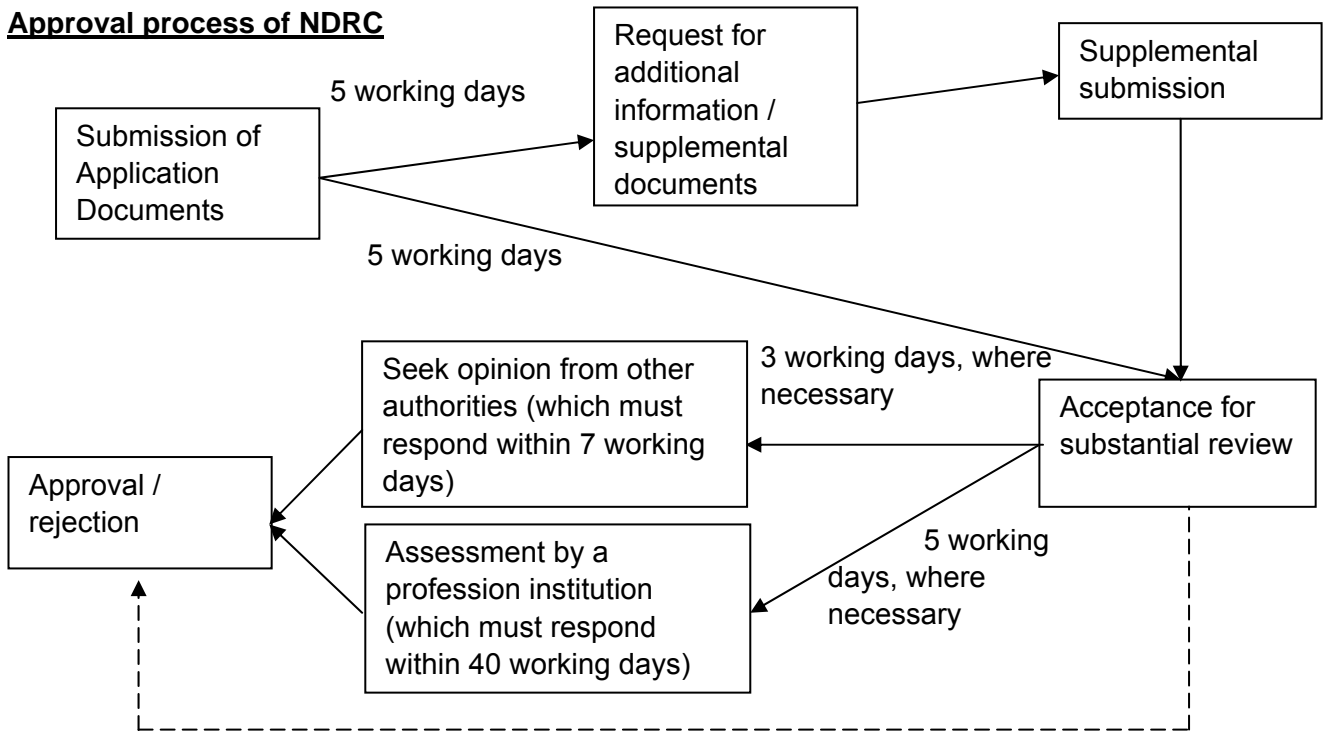 Approval process of NDRC
5 working days
Submission of
Application
Documents
Request for
additional
information /
supplemental
documents
Supplemental
submission
5 working days
3 working days, where
necessary
Acceptance for
substantial review
Seek opinion from other
authorities (which must
respond within 7 working
days)
5 working
days, where
necessary
Assessment by a
profession institution
(which must respond
within 40 working days)
Approval /
rejection